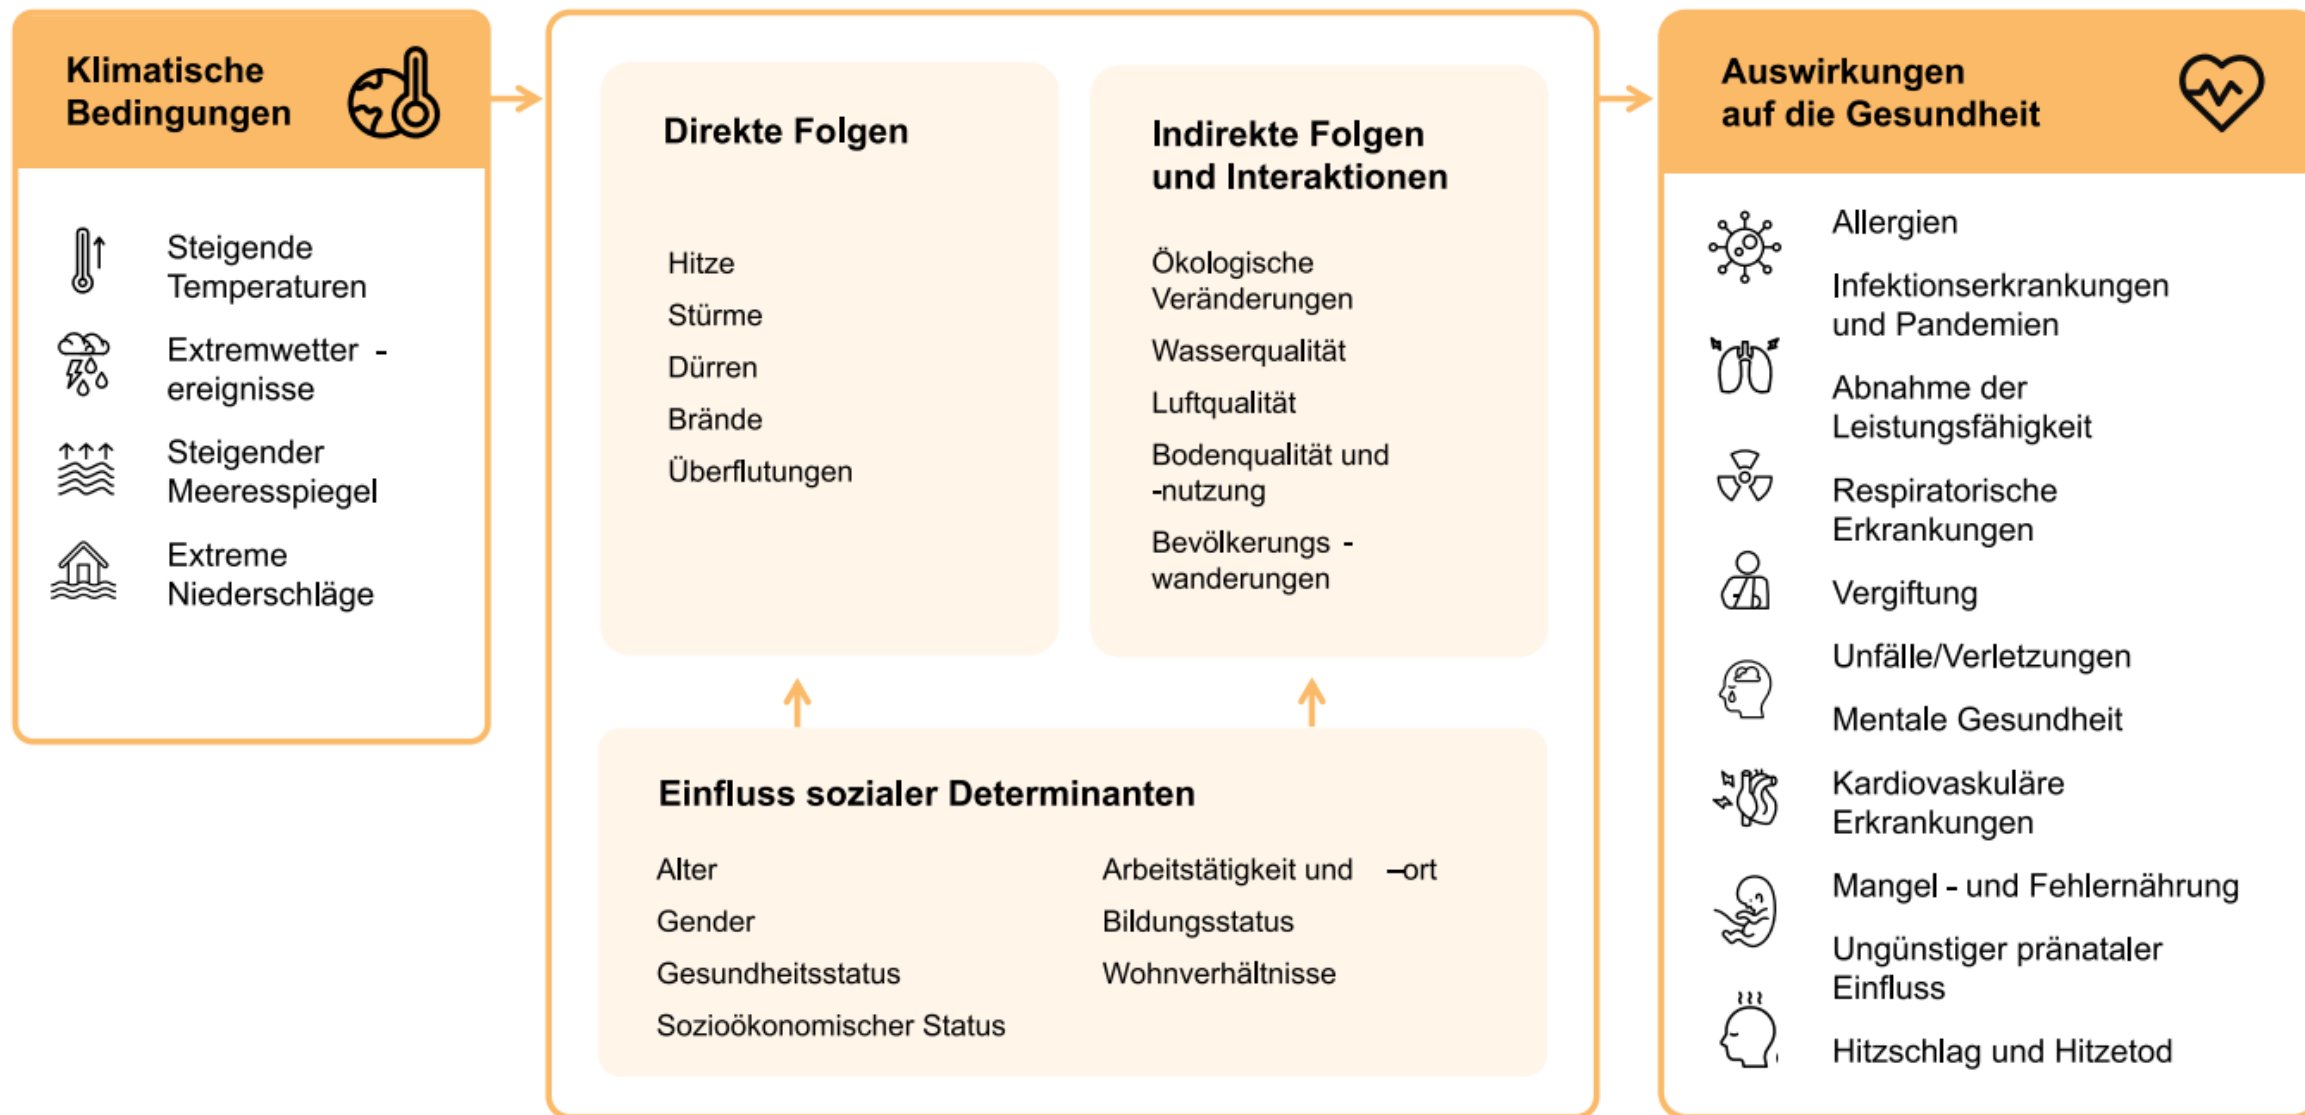 Klimatische
Bedingungen
Steigende
Temperaturen
Extremwetter -
ereignisse
Steigender
Meeresspiegel
Extreme
Niederschläge
Direkte Folgen
Hitze
Stürme
Dürren
Brände
Überflutungen
Indirekte Folgen
und Interaktionen
Ökologische
Veränderungen
Wasserqualität
Luftqualität
Bodenqualität und
-nutzung
Bevölkerungs -
wanderungen
Einfluss sozialer Determinanten
Alter
Gender
Gesundheitsstatus
Sozioökonomischer Status
Arbeitstätigkeit und –ort
Bildungsstatus
Wohnverhältnisse
Auswirkungen
auf die Gesundheit
Allergien
Infektionserkrankungen
und Pandemien
Abnahme der
Leistungsfähigkeit
Respiratorische
Erkrankungen
Vergiftung
Unfälle/Verletzungen
Mentale Gesundheit
Kardiovaskuläre
Erkrankungen
Mangel - und Fehlernährung
Ungünstiger pränataler
Einfluss
Hitzschlag und Hitzetod